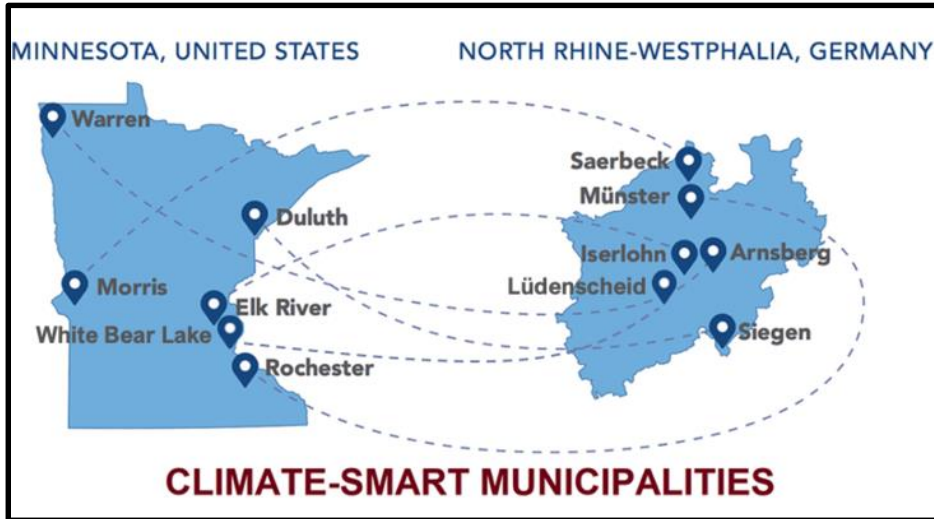 MINNESOTA, UNITED STATES
NORTH RHINE-WESTPHALIA, GERMANY
Warren
Duluth
Morris
Elk River
White Bear Lake
Rochester
Saerbeck
Münster
Iserlohn
Arnsberg
Lüdenscheid
Siegen
CLIMATE-SMART MUNICIPALITIES